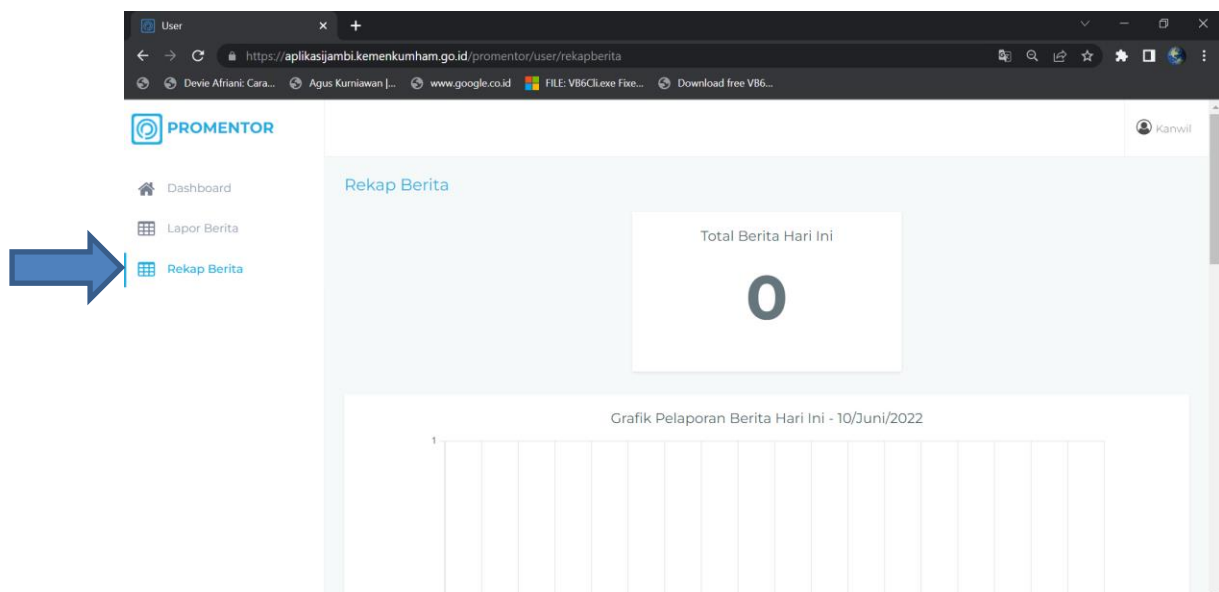 User
https://aplikasijambi.kemenkumham.go.id/promentor/user/rekapberita
Devie Afriani: Cara... Agus Kurniawan |... www.google.co.id FILE: VB6Cli.exe Fixe... Download free VB6...
PROMENTOR
Kanwil
Dashboard
Lapor Berita
Rekap Berita
Rekap Berita
Total Berita Hari Ini
0
Grafik Pelaporan Berita Hari Ini - 10/Juni/2022
1